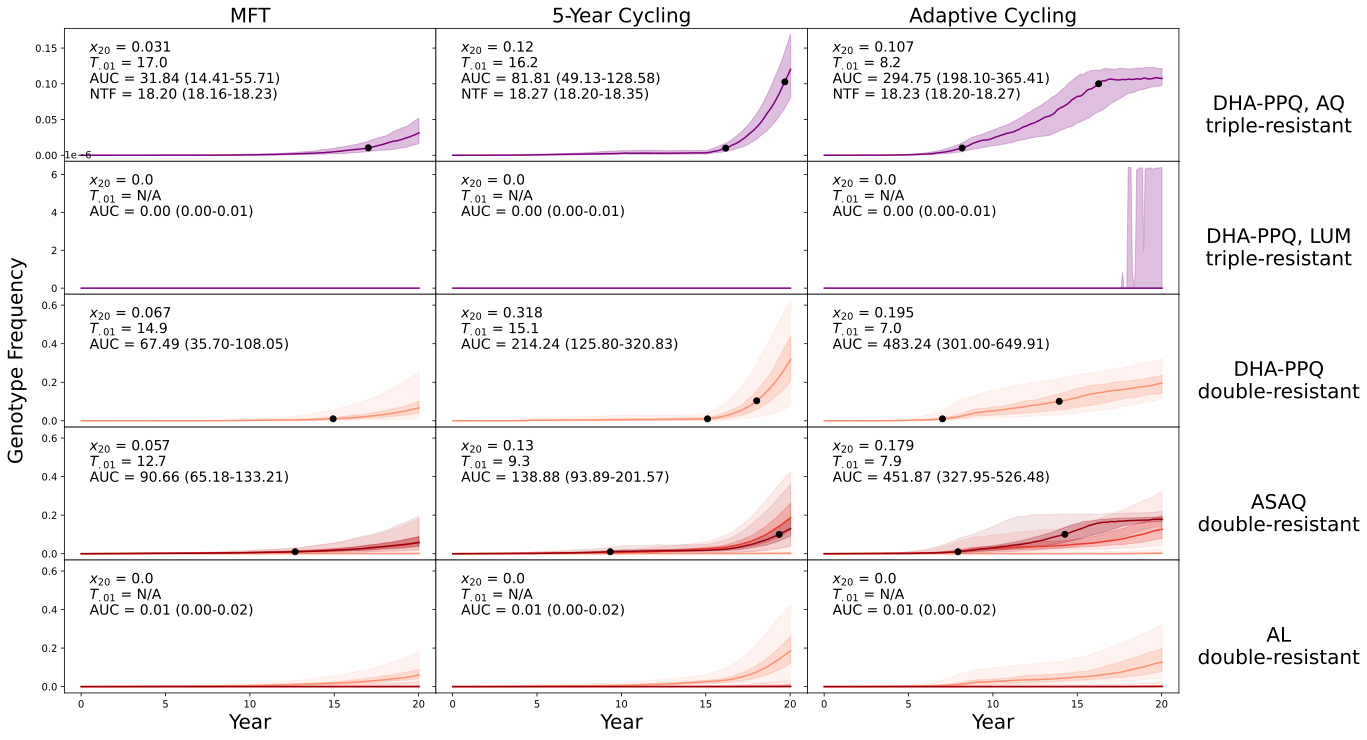 MFT
5-Year Cycling
Adaptive Cycling
0.15
0.10
0.05
0.00
1e−6
x20 = 0.031
T.01 = 17.0
AUC = 31.84 (14.41-55.71)
NTF = 18.20 (18.16-18.23)
x20 = 0.12
T.01 = 16.2
AUC = 81.81 (49.13-128.58)
NTF = 18.27 (18.20-18.35)
x20 = 0.107
T.01 = 8.2
AUC = 294.75 (198.10-365.41)
NTF = 18.23 (18.20-18.27)
DHA-PPQ, AQ
triple-resistant
6
4
2
0
x20 = 0.0
T.01 = N/A
AUC = 0.00 (0.00-0.01)
x20 = 0.0
T.01 = N/A
AUC = 0.00 (0.00-0.01)
x20 = 0.0
T.01 = N/A
AUC = 0.00 (0.00-0.01)
DHA-PPQ, LUM
triple-resistant
Genotype Frequency
0.6
0.4
0.2
0.0
x20 = 0.067
T.01 = 14.9
AUC = 67.49 (35.70-108.05)
x20 = 0.318
T.01 = 15.1
AUC = 214.24 (125.80-320.83)
x20 = 0.195
T.01 = 7.0
AUC = 483.24 (301.00-649.91)
DHA-PPQ
double-resistant
0.6
0.4
0.2
0.0
x20 = 0.057
T.01 = 12.7
AUC = 90.66 (65.18-133.21)
x20 = 0.13
T.01 = 9.3
AUC = 138.88 (93.89-201.57)
x20 = 0.179
T.01 = 7.9
AUC = 451.87 (327.95-526.48)
ASAQ
double-resistant
0.6
0.4
0.2
0.0
x20 = 0.0
T.01 = N/A
AUC = 0.01 (0.00-0.02)
x20 = 0.0
T.01 = N/A
AUC = 0.01 (0.00-0.02)
x20 = 0.0
T.01 = N/A
AUC = 0.01 (0.00-0.02)
AL
double-resistant
0 5 10 15 20
0 5 10 15 20
0 5 10 15 20
Year
Year
Year